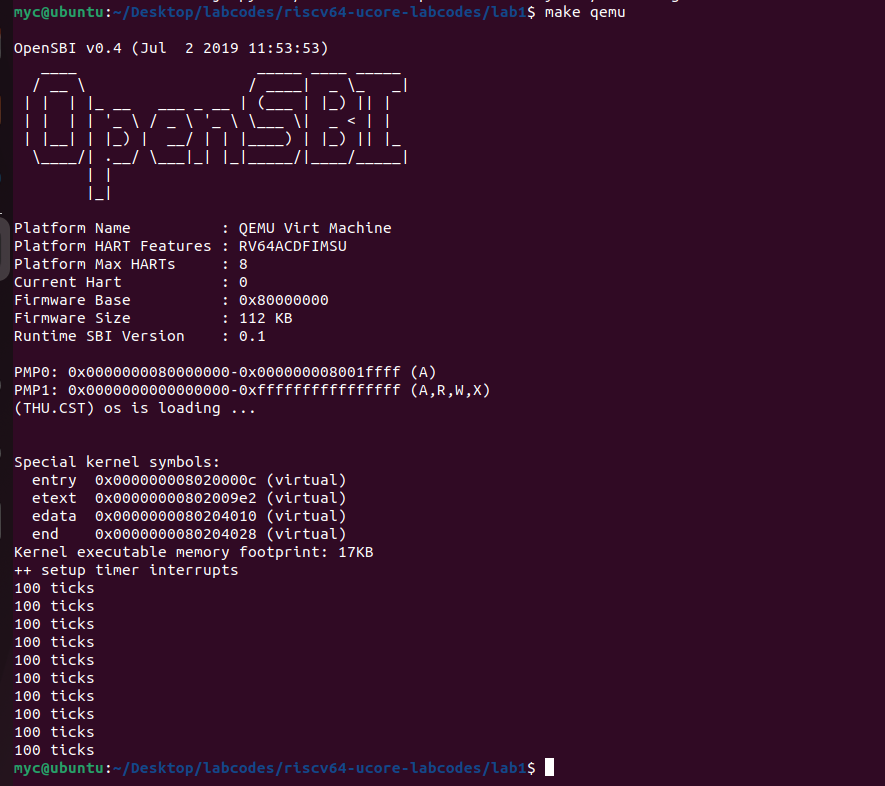 myc@ubuntu:~/Desktop/labcodes/riscv64-ucore-labcodes/lab1$ make qemu

OpenSBI v0.4 (Jul  2 2019 11:53:53)
   ____                    _____ ____ _____
  / __ \                  / ____|  _ \_   _|
 | |  | |_ __   ___ _ __ | (___ | |_) || |
 | |  | | '_ \ / _ \ '_ \ \___ \|  _ < | |
 | |__| | |_) |  __/ | | |____) | |_) || |_
  \____/| .__/ \___|_| |_|_____/|____/_____|
        | |
        |_|

Platform Name          : QEMU Virt Machine
Platform HART Features : RV64ACDFIMSU
Platform Max HARTs     : 8
Current Hart           : 0
Firmware Base          : 0x80000000
Firmware Size          : 112 KB
Runtime SBI Version    : 0.1

PMP0: 0x0000000080000000-0x000000008001ffff (A)
PMP1: 0x0000000000000000-0xffffffffffffffff (A,R,W,X)
(THU.CST) os is loading ...

Special kernel symbols:
  entry  0x000000008020000c (virtual)
  etext  0x00000000802009e2 (virtual)
  edata  0x0000000080204010 (virtual)
  end    0x0000000080204028 (virtual)
Kernel executable memory footprint: 17KB
++ setup timer interrupts
100 ticks
100 ticks
100 ticks
100 ticks
100 ticks
100 ticks
100 ticks
100 ticks
100 ticks
100 ticks
myc@ubuntu:~/Desktop/labcodes/riscv64-ucore-labcodes/lab1$